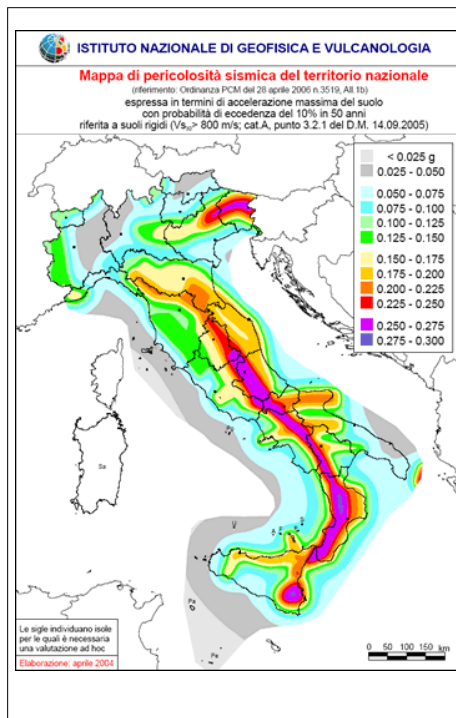 ISTITUTO NAZIONALE DI GEOFISICA E VULCANOLOGIA
Mappa di pericolosità sismica del territorio nazionale
(riferimento: Ordinanza PCM del 28 aprile 2006 n.3519, All.1b)
espressa in termini di accelerazione massima del suolo
con probabilità di eccedenza del 10% in 50 anni
riferita a suoli rigidi (Vs30> 800 m/s; cat.A, punto 3.2.1 del D.M. 14.09.2005)
< 0.025 g
0.025 - 0.050
0.050 - 0.075
0.075 - 0.100
0.100 - 0.125
0.125 - 0.150
0.150 - 0.175
0.175 - 0.200
0.200 - 0.225
0.225 - 0.250
0.250 - 0.275
0.275 - 0.300
Sa
U
Pa
Pe
Le sigle individuano isole
per le quali è necessaria
una valutazione ad hoc
Elaborazione: aprile 2004
0 50 100 150 km